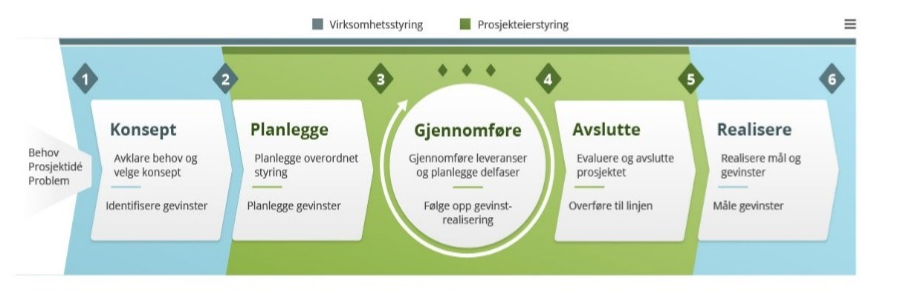 Virksomhetsstyring
Prosjekteierstyring
1
2
3
4
5
6
Behov
Prosjektidé
Problem
Konsept
Avklare behov og
velge konsept
Identifisere gevinster
Planlegge
Planlegge overordnet
styring
Planlegge gevinster
Gjennomføre
Gjennomføre leveranser
og planlegge delfaser
Følge opp gevinst-
realisering
Avslutte
Evaluere og avslutte
prosjektet
Overføre til linjen
Realisere
Realisere mål og
gevinster
Måle gevinster